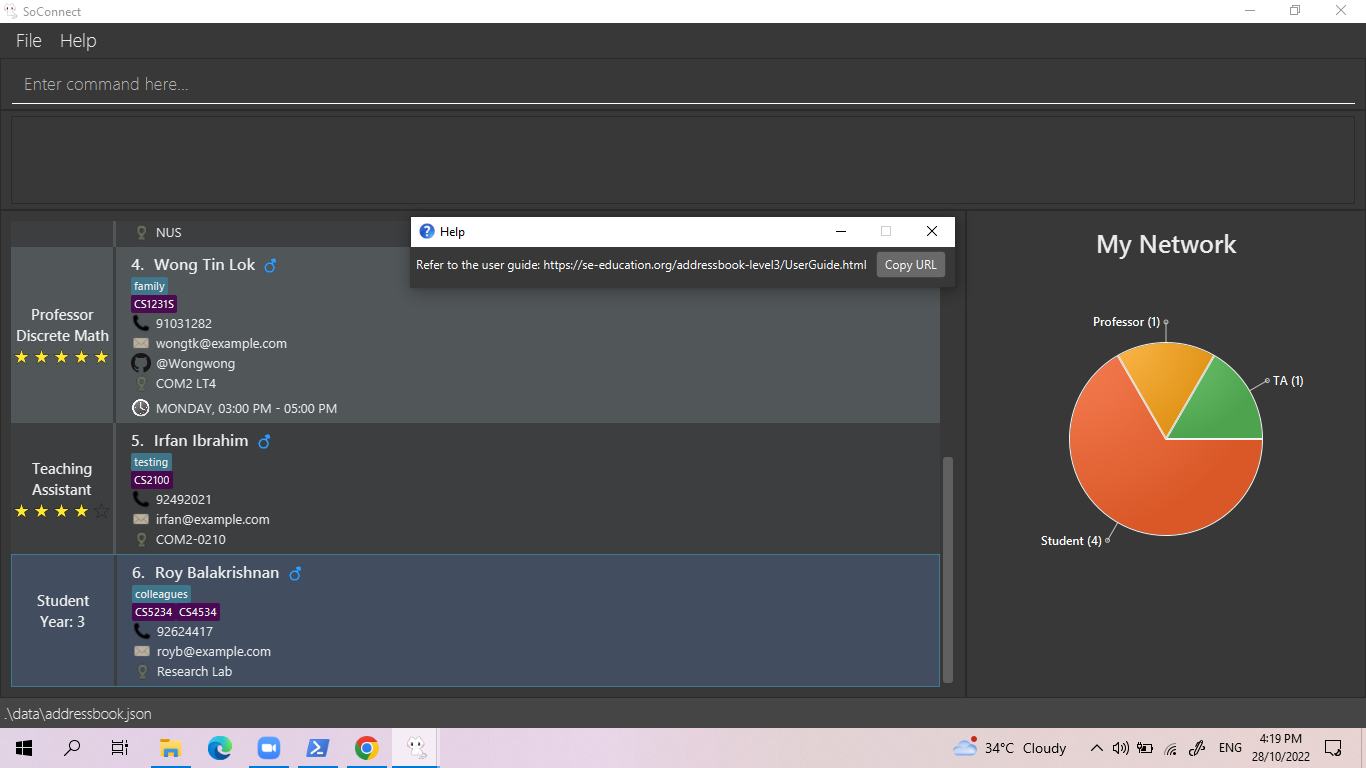 SoConnect
File Help
Enter command here...
NUS
Help
Refer to the user guide: https://se-education.org/addressbook-level3/UserGuide.html Copy URL
Professor
Discrete Math
4. Wong Tin Lok
family
CS1231S
91031282
wongtk@example.com
@Wongwong
COM2 LT4
MONDAY, 03:00 PM - 05:00 PM
Teaching
Assistant
5. Irfan Ibrahim
testing
CS2100
92492021
irfan@example.com
COM2-0210
Student
Year: 3
6. Roy Balakrishnan
colleagues
CS5234 CS4534
92624417
royb@example.com
Research Lab
My Network
Professor (1)
TA (1)
Student (4)
.\data\addressbook.json
34°C Cloudy
ENG
4:19 PM
28/10/2022